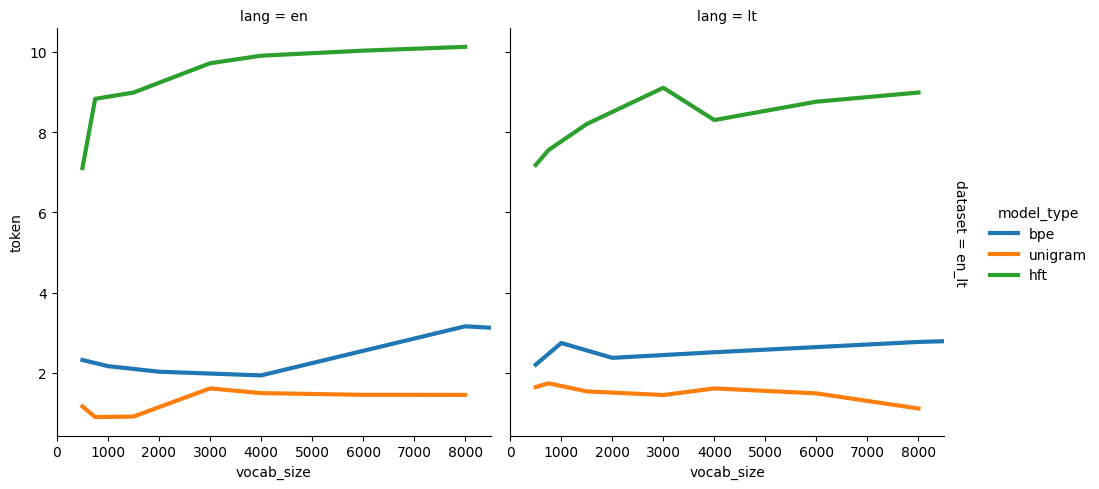 lang = en
lang = lt
token
10
8
6
4
2
0 1000 2000 3000 4000 5000 6000 7000 8000
vocab_size
0 1000 2000 3000 4000 5000 6000 7000 8000
vocab_size
dataset = en_lt
model_type
bpe
unigram
hft